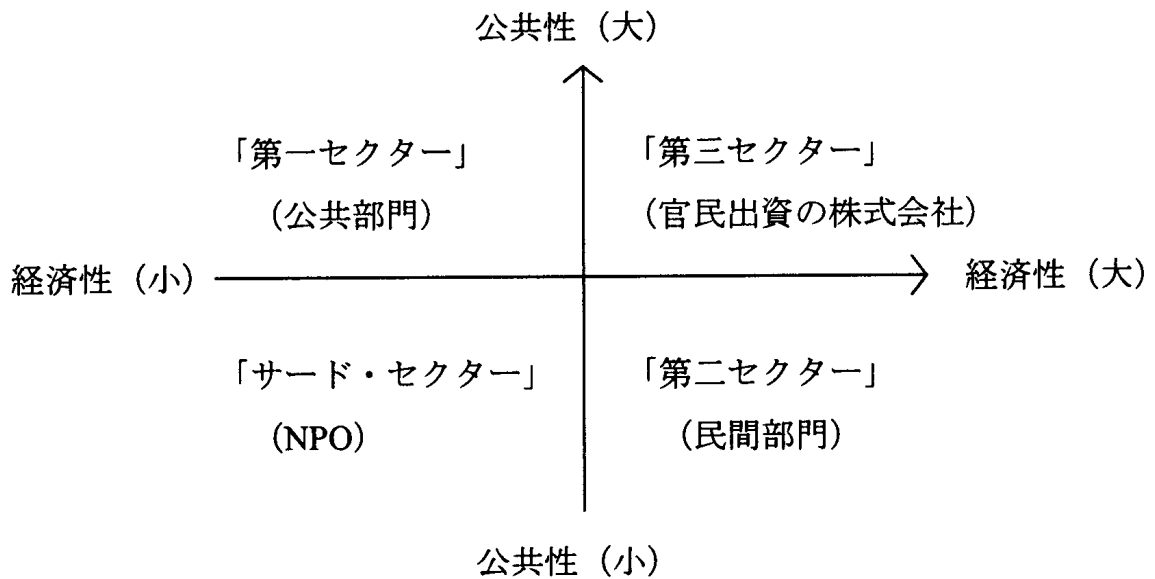 公共性（大）
「第一セクター」
（公共部門）
「第三セクター」
（官民出資の株式会社）
経済性（小）
経済性（大）
「サード・セクター」
（NPO）
「第二セクター」
（民間部門）
公共性（小）